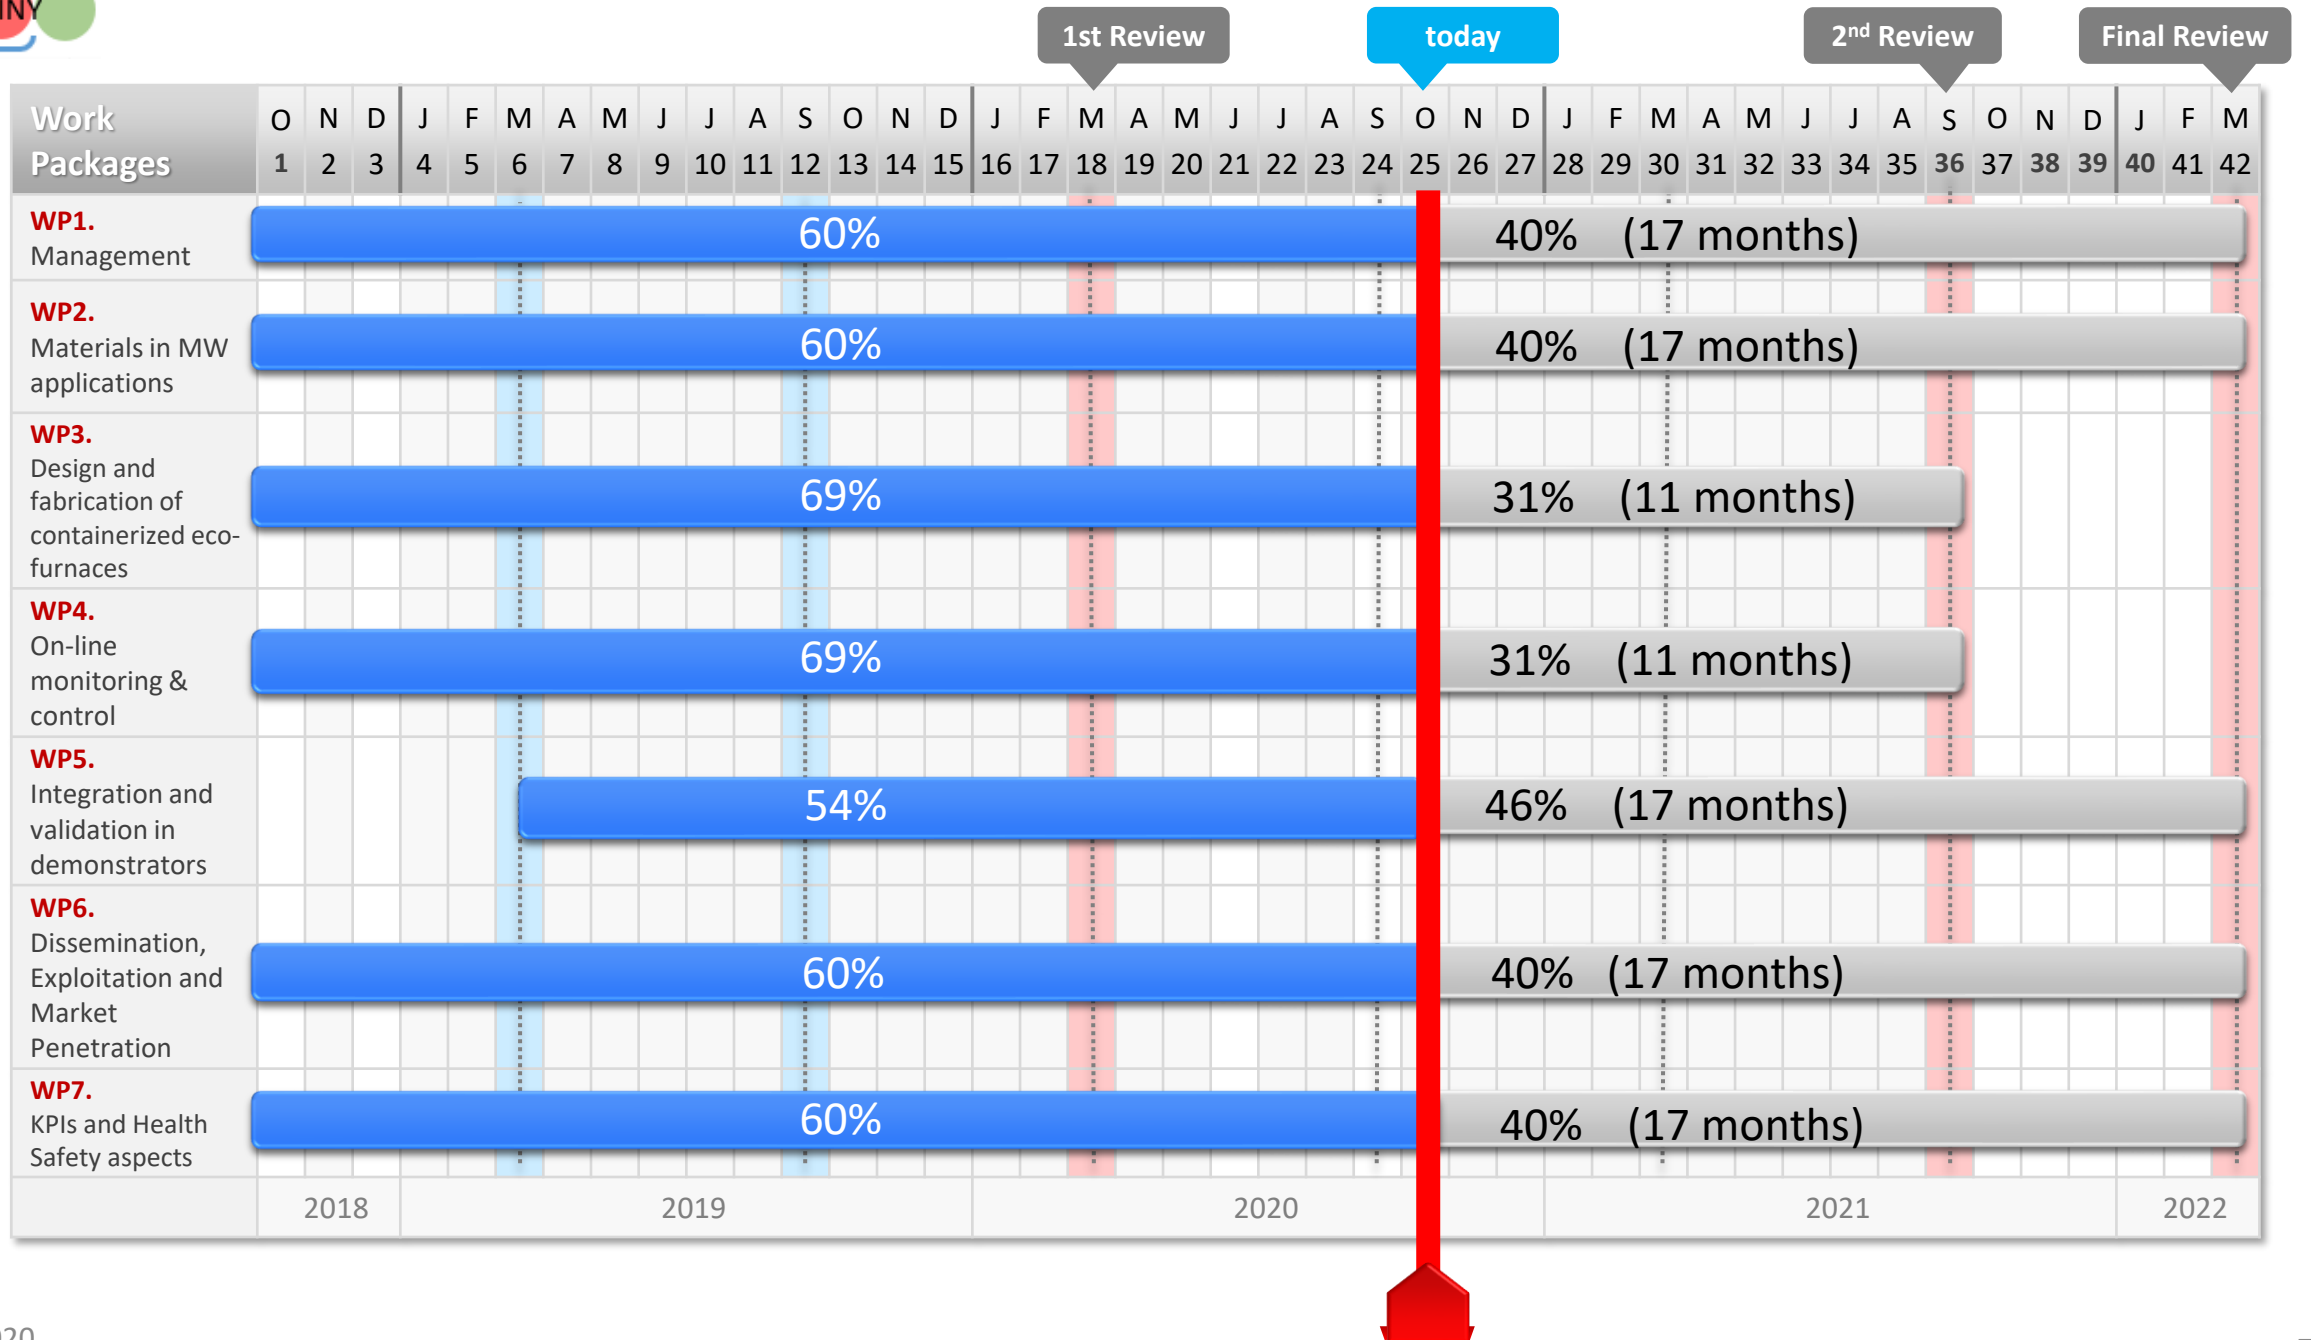 1st Review
today
2nd Review
Final Review
Work
Packages
O N D J F M A M J J A S O N D J F M A M J J A S O N D J F M A M J J A S O N D J F M
1 2 3 4 5 6 7 8 9 10 11 12 13 14 15 16 17 18 19 20 21 22 23 24 25 26 27 28 29 30 31 32 33 34 35 36 37 38 39 40 41 42
WP1.
Management
60% 40% (17 months)
WP2.
Materials in MW
applications
60% 40% (17 months)
WP3.
Design and
fabrication of
containerized eco-
furnaces
69% 31% (11 months)
WP4.
On-line
monitoring &
control
69% 31% (11 months)
WP5.
Integration and
validation in
demonstrators
54% 46% (17 months)
WP6.
Dissemination,
Exploitation and
Market
Penetration
60% 40% (17 months)
WP7.
KPIs and Health
Safety aspects
60% 40% (17 months)
2018 2019 2020 2021 2022